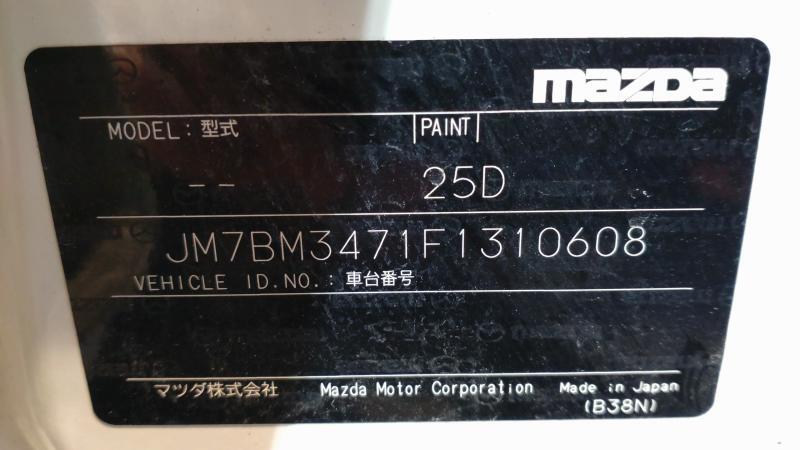 mazda
MODEL : 型式 PAINT
-- 25D
JM7BM3471F1310608
VEHICLE ID.NO. : 車台番号
マツダ株式会社 Mazda Motor Corporation Made in Japan
(B38N)